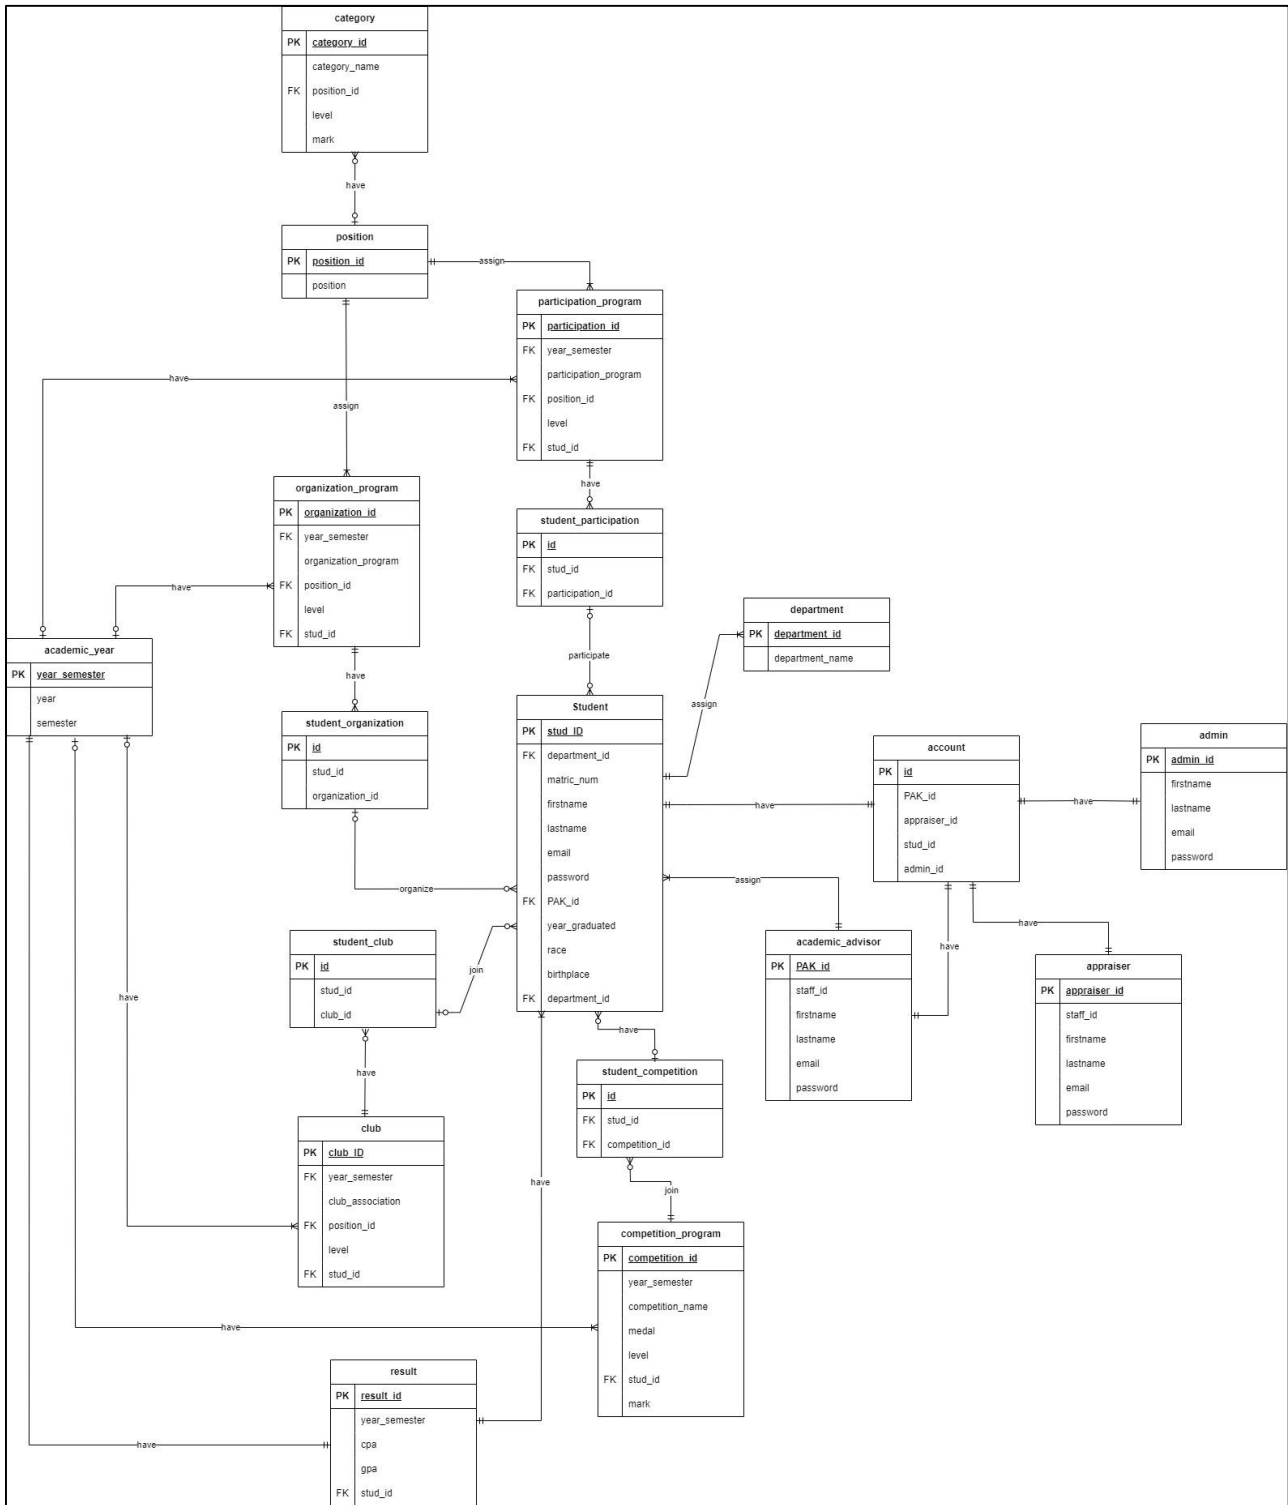 category
PK category_id
category_name
FK position_id
level
mark
have
position
PK position_id
position
assign
assign
participation_program
PK participation_id
FK year_semester
participation_program
FK position_id
level
FK stud_id
have
have
organization_program
PK organization_id
FK year_semester
organization_program
FK position_id
level
FK stud_id
have
have
student_participation
PK id
FK stud_id
FK participation_id
participate
department
PK department_id
department_name
assign
academic_year
PK year_semester
year
semester
student_organization
PK id
stud_id
organization_id
organize
Student
PK stud_ID
FK department_id
matric_num
firstname
lastname
email
password
FK PAK_id
year_graduated
race
birthplace
FK department_id
have
assign
account
PK id
PAK_id
appraiser_id
stud_id
admin_id
have
admin
PK admin_id
firstname
lastname
email
password
have
have
academic_advisor
PK PAK_id
staff_id
firstname
lastname
email
password
appraiser
PK appraiser_id
staff_id
firstname
lastname
email
password
student_club
PK id
stud_id
club_id
join
have
have
club
PK club_ID
FK year_semester
club_association
FK position_id
level
FK stud_id
have
student_competition
PK id
FK stud_id
FK competition_id
join
have
competition_program
PK competition_id
year_semester
competition_name
medal
level
FK stud_id
mark
have
result
PK result_id
year_semester
cpa
gpa
FK stud_id
have